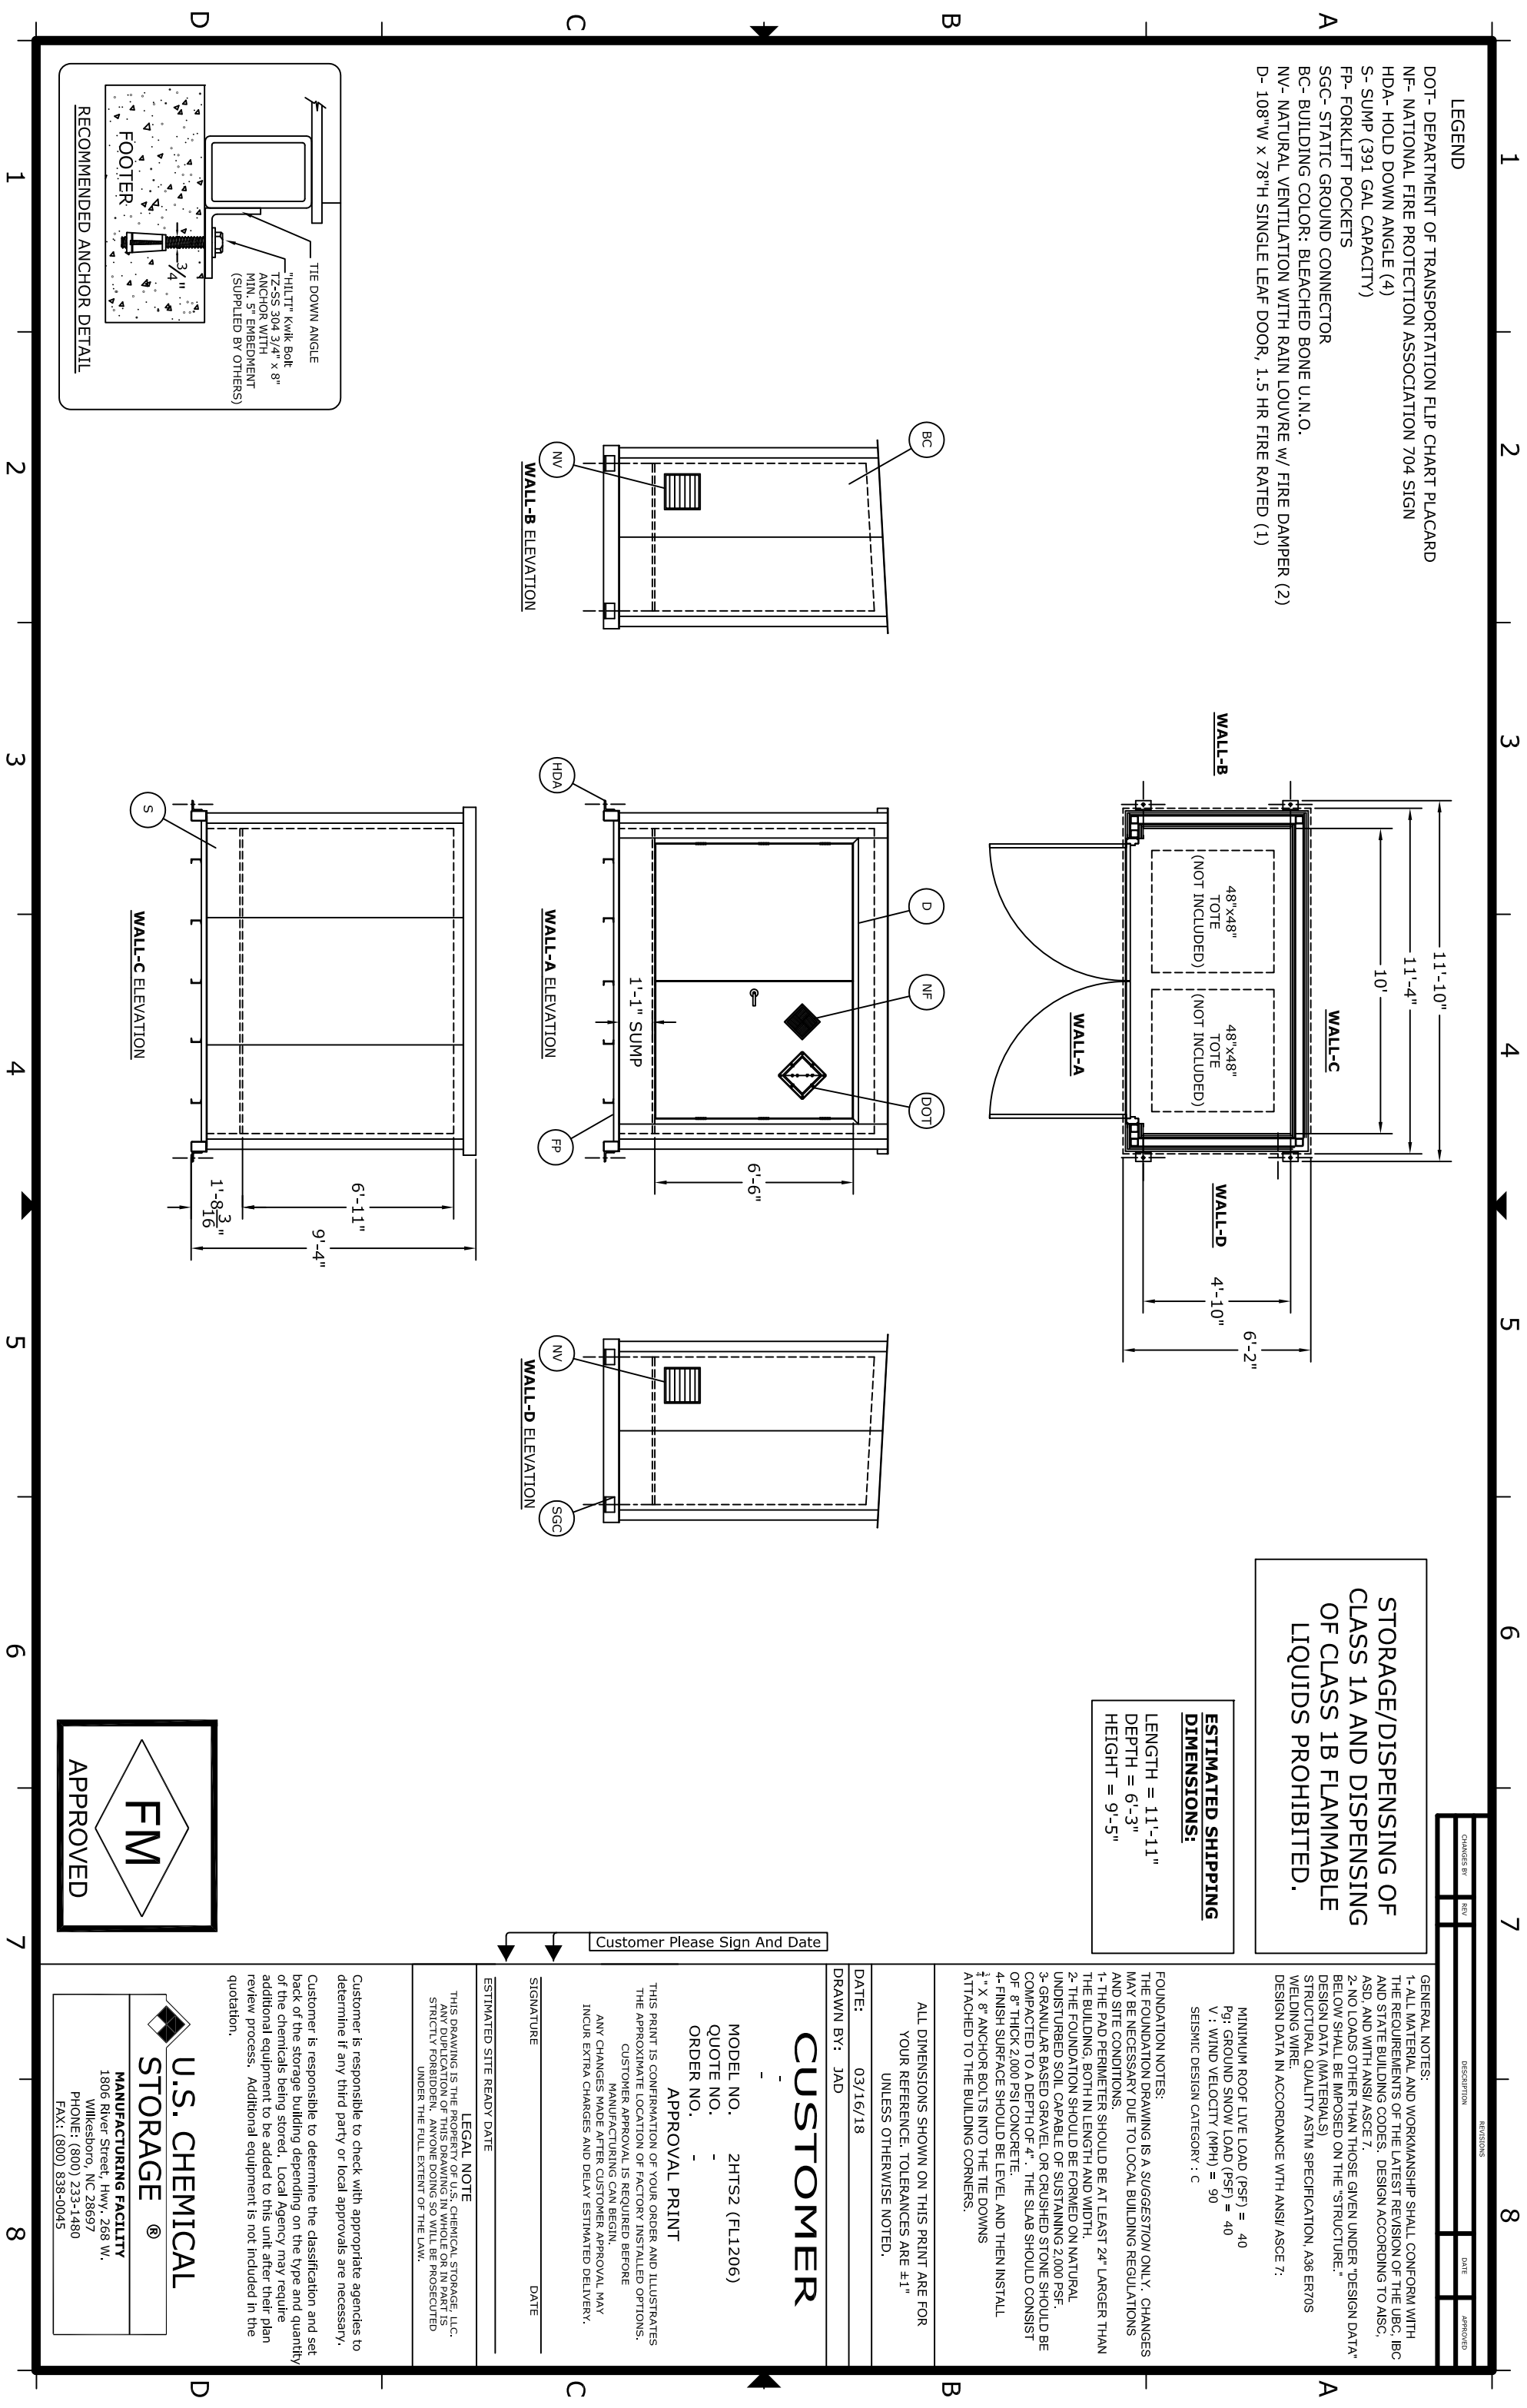 LEGEND
DOT- DEPARTMENT OF TRANSPORTATION FLIP CHART PLACARD
NF- NATIONAL FIRE PROTECTION ASSOCIATION 704 SIGN
HDA- HOLD DOWN ANGLE (4)
S- SUMP (391 GAL CAPACITY)
FP- FORKLIFT POCKETS
SGC- STATIC GROUND CONNECTOR
BC- BUILDING COLOR: BLEACHED BONE U.N.O.
NV- NATURAL VENTILATION WITH RAIN LOUVRE w/ FIRE DAMPER (2)
D- 108"W x 78"H SINGLE LEAF DOOR, 1.5 HR FIRE RATED (1)
1 2 3 4 5 6 7 8
A
B
C
D
A
B
C
D
1 2 3 4 5 6 7 8
11'-10"
11'-4"
10'
WALL-C
WALL-B
48"x48"
TOTE
(NOT INCLUDED)
48"x48"
TOTE
(NOT INCLUDED)
WALL-D
4'-10"
6'-2"
WALL-A
BC
NV
WALL-B ELEVATION
D
NF
DOT
HDA
FP
1'-1" SUMP
6'-6"
WALL-A ELEVATION
NV
SGC
WALL-D ELEVATION
S
6'-11"
1'-8 3/16"
9'-4"
WALL-C ELEVATION
TIE DOWN ANGLE
"HILTI" Kwik Bolt
TZ-SS 304 3/4" x 8"
ANCHOR WITH
MIN. 5" EMBEDMENT
(SUPPLIED BY OTHERS)
3/4"
FOOTER
RECOMMENDED ANCHOR DETAIL
STORAGE/DISPENSING OF
CLASS 1A AND DISPENSING
OF CLASS 1B FLAMMABLE
LIQUIDS PROHIBITED.
ESTIMATED SHIPPING
DIMENSIONS:
LENGTH = 11'-11"
DEPTH = 6'-3"
HEIGHT = 9'-5"
FM
APPROVED
REVISIONS
CHANGES BY
REV
DESCRIPTION
DATE
APPROVED
GENERAL NOTES:
1- ALL MATERIAL AND WORKMANSHIP SHALL CONFORM WITH
THE REQUIREMENTS OF THE LATEST REVISION OF THE UBC, IBC
AND STATE BUILDING CODES. DESIGN ACCORDING TO AISC,
ASD, AND WITH ANSI/ ASCE 7.
2- NO LOADS OTHER THAN THOSE GIVEN UNDER "DESIGN DATA"
BELOW SHALL BE IMPOSED ON THE "STRUCTURE."
DESIGN DATA (MATERIALS)
STRUCTURAL QUALITY ASTM SPECIFICATION, A36 ER70S
WELDING WIRE.
DESIGN DATA IN ACCORDANCE WTH ANSI/ ASCE 7:
MINIMUM ROOF LIVE LOAD (PSF) = 40
Pg: GROUND SNOW LOAD (PSF) = 40
V : WIND VELOCITY (MPH) = 90
SEISMIC DESIGN CATEGORY : C
FOUNDATION NOTES:
THE FOUNDATION DRAWING IS A SUGGESTION ONLY. CHANGES
MAY BE NECESSARY DUE TO LOCAL BUILDING REGULATIONS
AND SITE CONDITIONS.
1- THE PAD PERIMETER SHOULD BE AT LEAST 24" LARGER THAN
THE BUILDING, BOTH IN LENGTH AND WIDTH.
2- THE FOUNDATION SHOULD BE FORMED ON NATURAL
UNDISTURBED SOIL CAPABLE OF SUSTAINING 2,000 PSF.
3- GRANULAR BASED GRAVEL OR CRUSHED STONE SHOULD BE
COMPACTED TO A DEPTH OF 4". THE SLAB SHOULD CONSIST
OF 8" THICK 2,000 PSI CONCRETE.
4- FINISH SURFACE SHOULD BE LEVEL AND THEN INSTALL
" X 8" ANCHOR BOLTS INTO THE TIE DOWNS
ATTACHED TO THE BUILDING CORNERS.
ALL DIMENSIONS SHOWN ON THIS PRINT ARE FOR
YOUR REFERENCE. TOLERANCES ARE ±1"
UNLESS OTHERWISE NOTED.
DATE: 03/16/18
DRAWN BY: JAD
CUSTOMER
-
-
MODEL NO. 2HTS2 (FL1206)
QUOTE NO. -
ORDER NO. -
APPROVAL PRINT
THIS PRINT IS CONFIRMATION OF YOUR ORDER AND ILLUSTRATES
THE APPROXIMATE LOCATION OF FACTORY INSTALLED OPTIONS.
CUSTOMER APPROVAL IS REQUIRED BEFORE
MANUFACTURING CAN BEGIN.
ANY CHANGES MADE AFTER CUSTOMER APPROVAL MAY
INCUR EXTRA CHARGES AND DELAY ESTIMATED DELIVERY.
Customer Please Sign And Date
SIGNATURE DATE
ESTIMATED SITE READY DATE
LEGAL NOTE
THIS DRAWING IS THE PROPERTY OF U.S. CHEMICAL STORAGE, LLC.
ANY DUPLICATION OF THIS DRAWING IN WHOLE OR IN PART IS
STRICTLY FORBIDDEN. ANYONE DOING SO WILL BE PROSECUTED
UNDER THE FULL EXTENT OF THE LAW.
Customer is responsible to check with appropriate agencies to
determine if any third party or local approvals are necessary.
Customer is responsible to determine the classification and set
back of the storage building depending on the type and quantity
of the chemicals being stored. Local Agency may require
additional equipment to be added to this unit after their plan
review process. Additional equipment is not included in the
quotation.
U.S. CHEMICAL
STORAGE ®
MANUFACTURING FACILITY
1806 River Street, Hwy. 268 W.
Wilkesboro, NC 28697
PHONE: (800) 233-1480
FAX: (800) 838-0045